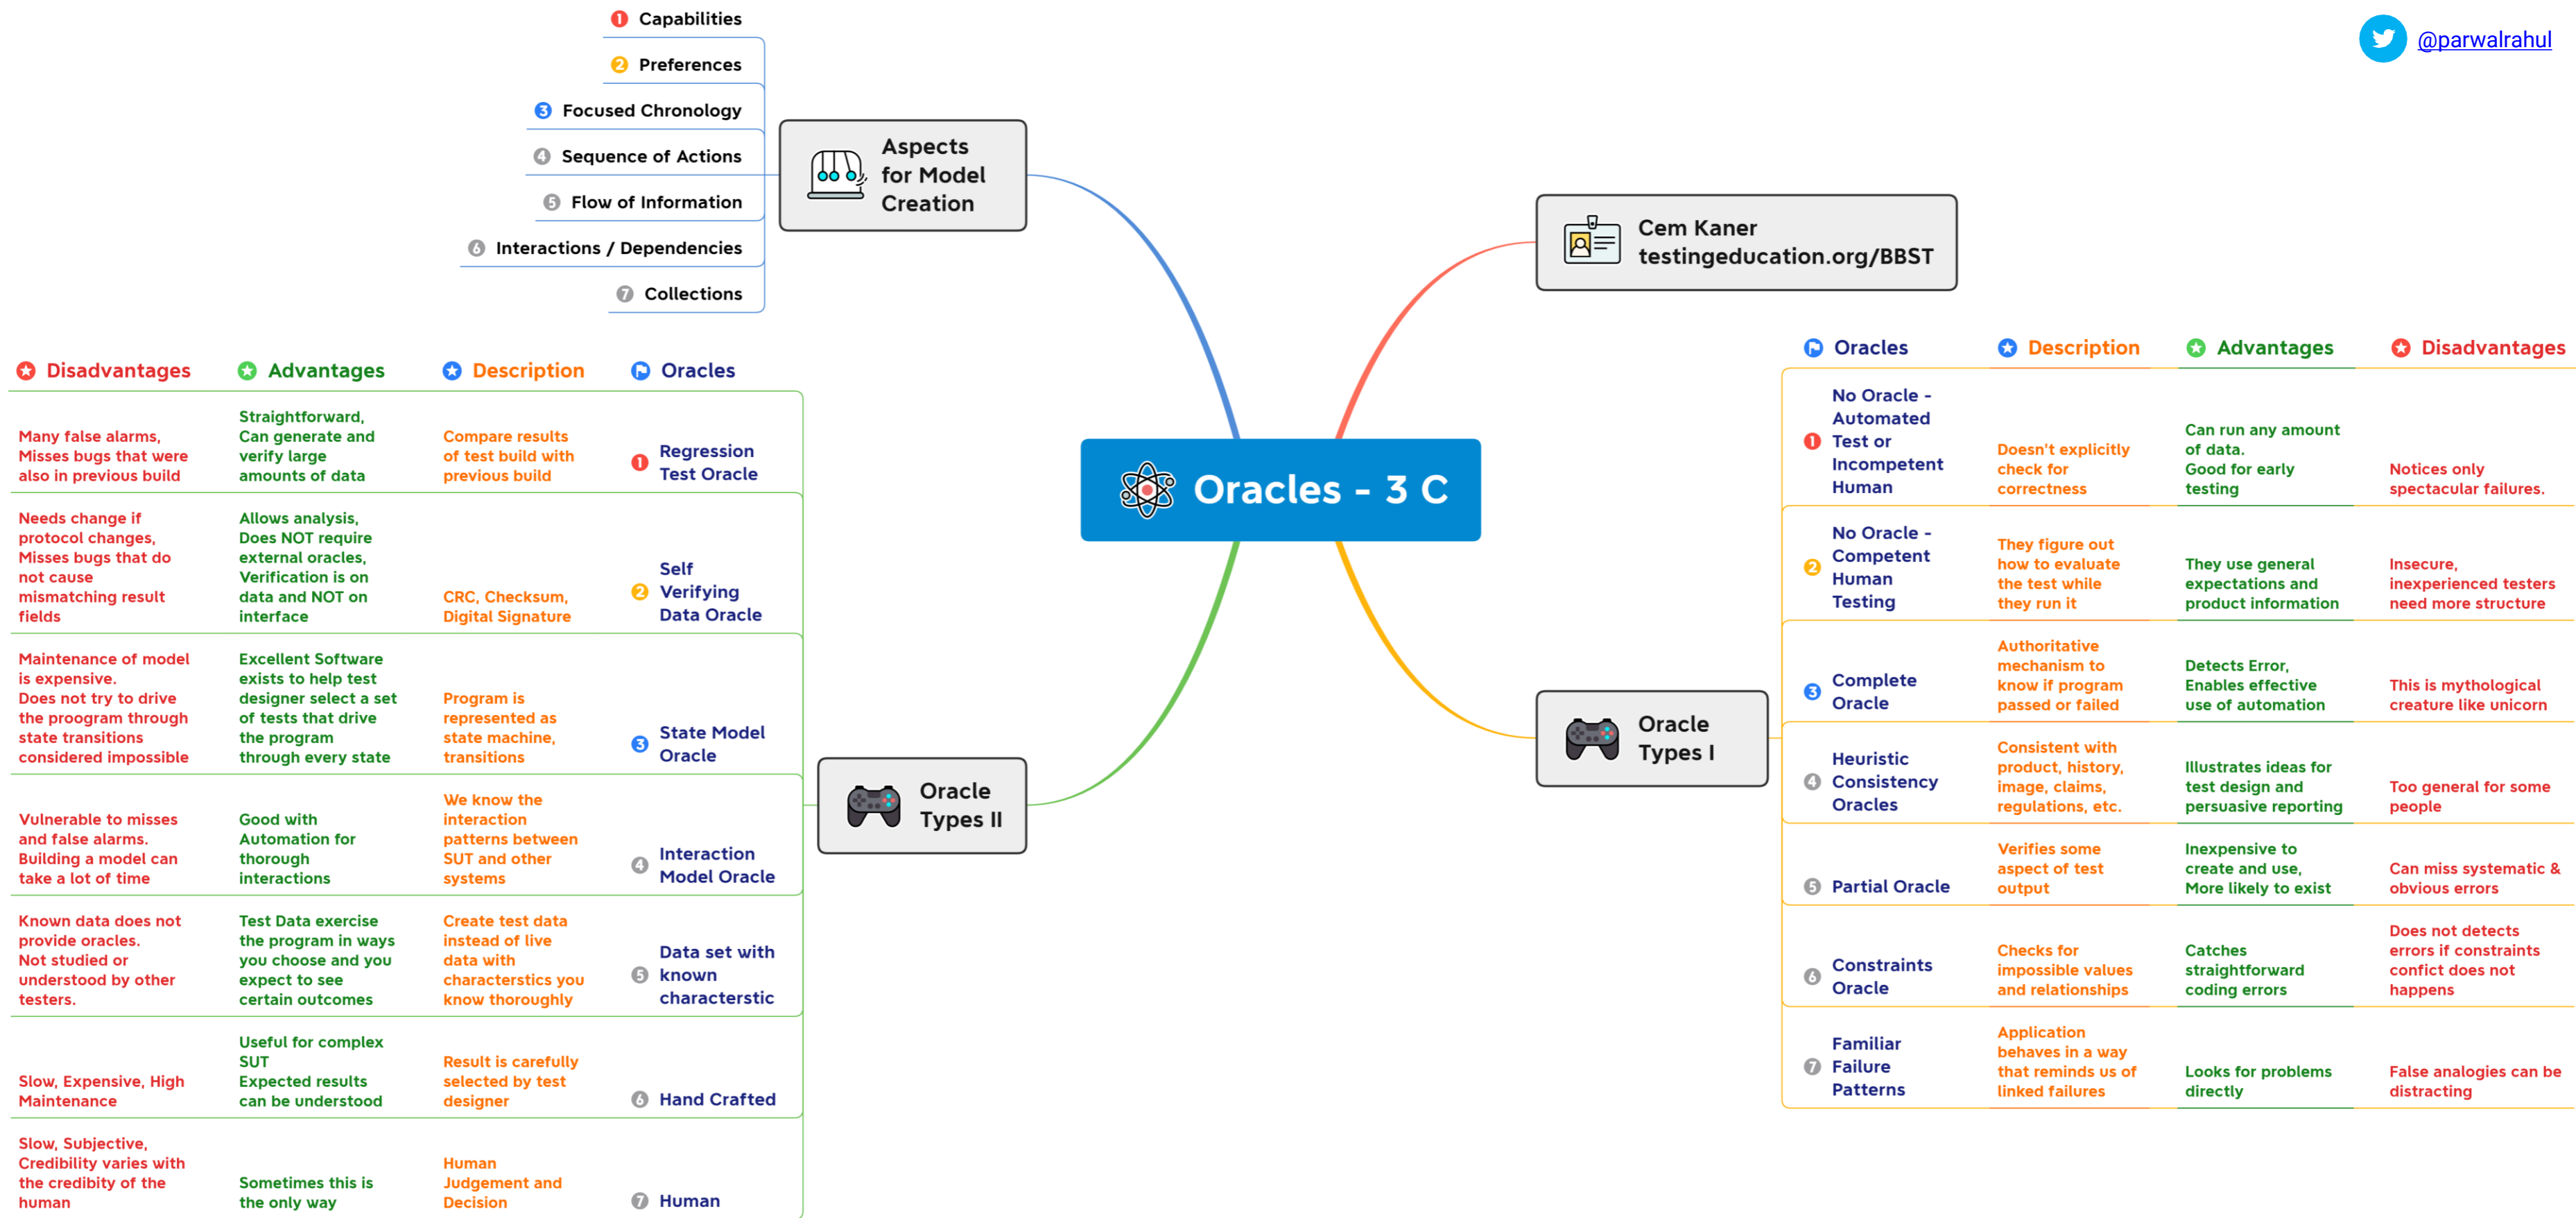 @parwalrahul
1 Capabilities
2 Preferences
3 Focused Chronology
4 Sequence of Actions
5 Flow of Information
6 Interactions / Dependencies
7 Collections
Aspects
for Model
Creation
Cem Kaner
testingeducation.org/BBST
Oracles - 3 C
Disadvantages
Advantages
Description
Oracles
Many false alarms,
Misses bugs that were
also in previous build
Straightforward,
Can generate and
verify large
amounts of data
Compare results
of test build with
previous build
1
Regression
Test Oracle
Needs change if
protocol changes,
Misses bugs that do
not cause
mismatching result
fields
Allows analysis,
Does NOT require
external oracles,
Verification is on
data and NOT on
interface
CRC, Checksum,
Digital Signature
2
Self
Verifying
Data Oracle
Maintenance of model
is expensive.
Does not try to drive
the proogram through
state transitions
considered impossible
Excellent Software
exists to help test
designer select a set
of tests that drive
the program
through every state
Program is
represented as
state machine,
transitions
3
State Model
Oracle
Vulnerable to misses
and false alarms.
Building a model can
take a lot of time
Good with
Automation for
thorough
interactions
We know the
interaction
patterns between
SUT and other
systems
4
Interaction
Model Oracle
Known data does not
provide oracles.
Not studied or
understood by other
testers.
Test Data exercise
the program in ways
you choose and you
expect to see
certain outcomes
Create test data
instead of live
data with
characterstics you
know thoroughly
5
Data set with
known
characterstic
Slow, Expensive, High
Maintenance
Useful for complex
SUT
Expected results
can be understood
Result is carefully
selected by test
designer
6
Hand Crafted
Slow, Subjective,
Credibility varies with
the credibity of the
human
Sometimes this is
the only way
Human
Judgement and
Decision
7
Human
Oracle
Types II
Oracle
Types I
Oracles
Description
Advantages
Disadvantages
1
No Oracle -
Automated
Test or
Incompetent
Human
Doesn't explicitly
check for
correctness
Can run any amount
of data.
Good for early
testing
Notices only
spectacular failures.
2
No Oracle -
Competent
Human
Testing
They figure out
how to evaluate
the test while
they run it
They use general
expectations and
product information
Insecure,
inexperienced testers
need more structure
3
Complete
Oracle
Authoritative
mechanism to
know if program
passed or failed
Detects Error,
Enables effective
use of automation
This is mythological
creature like unicorn
4
Heuristic
Consistency
Oracles
Consistent with
product, history,
image, claims,
regulations, etc.
Illustrates ideas for
test design and
persuasive reporting
Too general for some
people
5
Partial Oracle
Verifies some
aspect of test
output
Inexpensive to
create and use,
More likely to exist
Can miss systematic &
obvious errors
6
Constraints
Oracle
Checks for
impossible values
and relationships
Catches
straightforward
coding errors
Does not detects
errors if constraints
confict does not
happens
7
Familiar
Failure
Patterns
Application
behaves in a way
that reminds us of
linked failures
Looks for problems
directly
False analogies can be
distracting